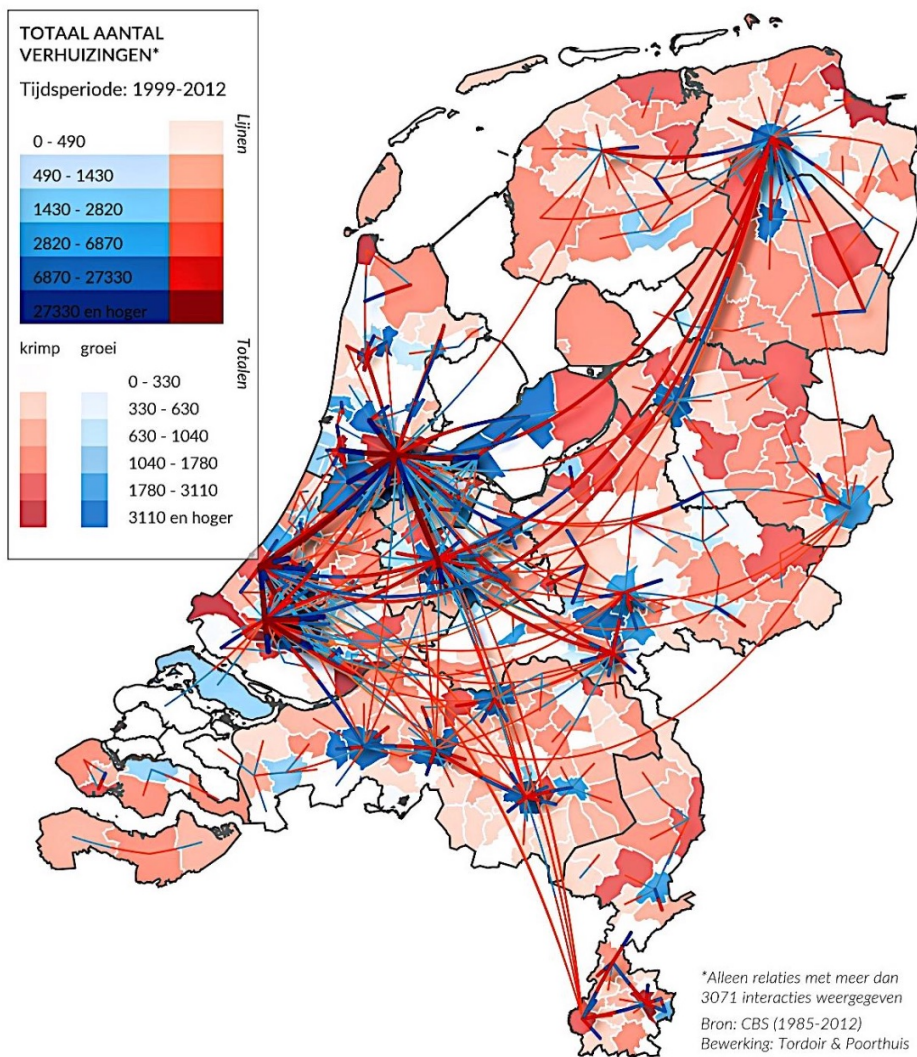 TOTAAL AANTAL
VERHUIZINGEN*
Tijdsperiode: 1999-2012
Lijnen
0 - 490
490 - 1430
1430 - 2820
2820 - 6870
6870 - 27330
27330 en hoger
krimp groei
Totalen
0 - 330
330 - 630
630 - 1040
1040 - 1780
1780 - 3110
3110 en hoger
*Alleen relaties met meer dan
3071 interacties weergegeven
Bron: CBS (1985-2012)
Bewerking: Tordoir & Poorthuis